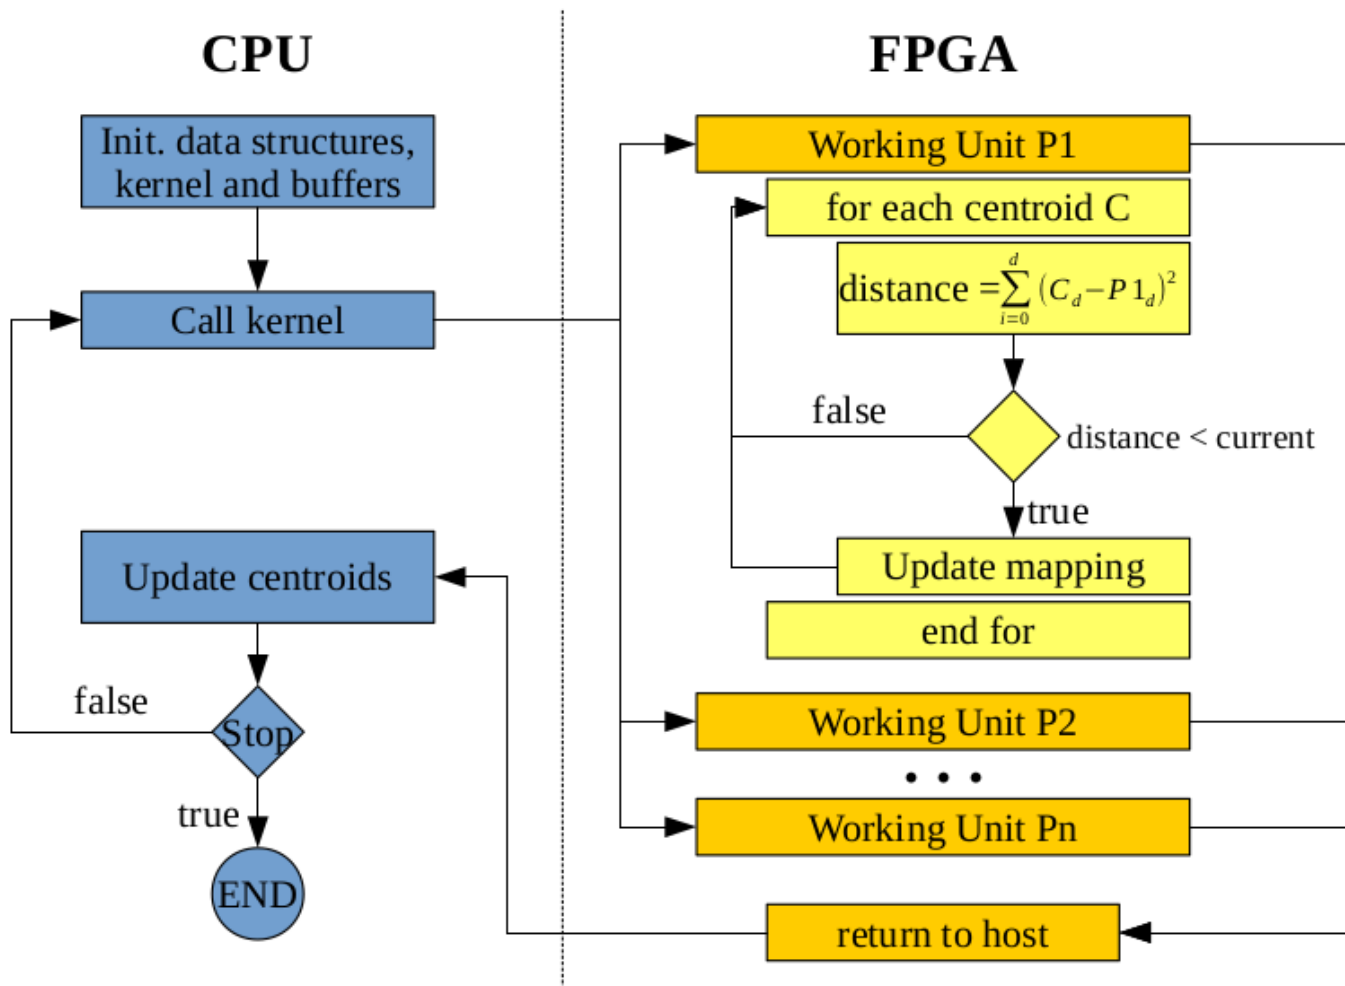 CPU
Init. data structures,
kernel and buffers
Call kernel
Update centroids
false
Stop
true
END
FPGA
Working Unit P1
for each centroid C
distance = \sum_{i=0}^{d} (C_d − P1_d)^2
false
distance < current
true
Update mapping
end for
Working Unit P2
• • •
Working Unit Pn
return to host